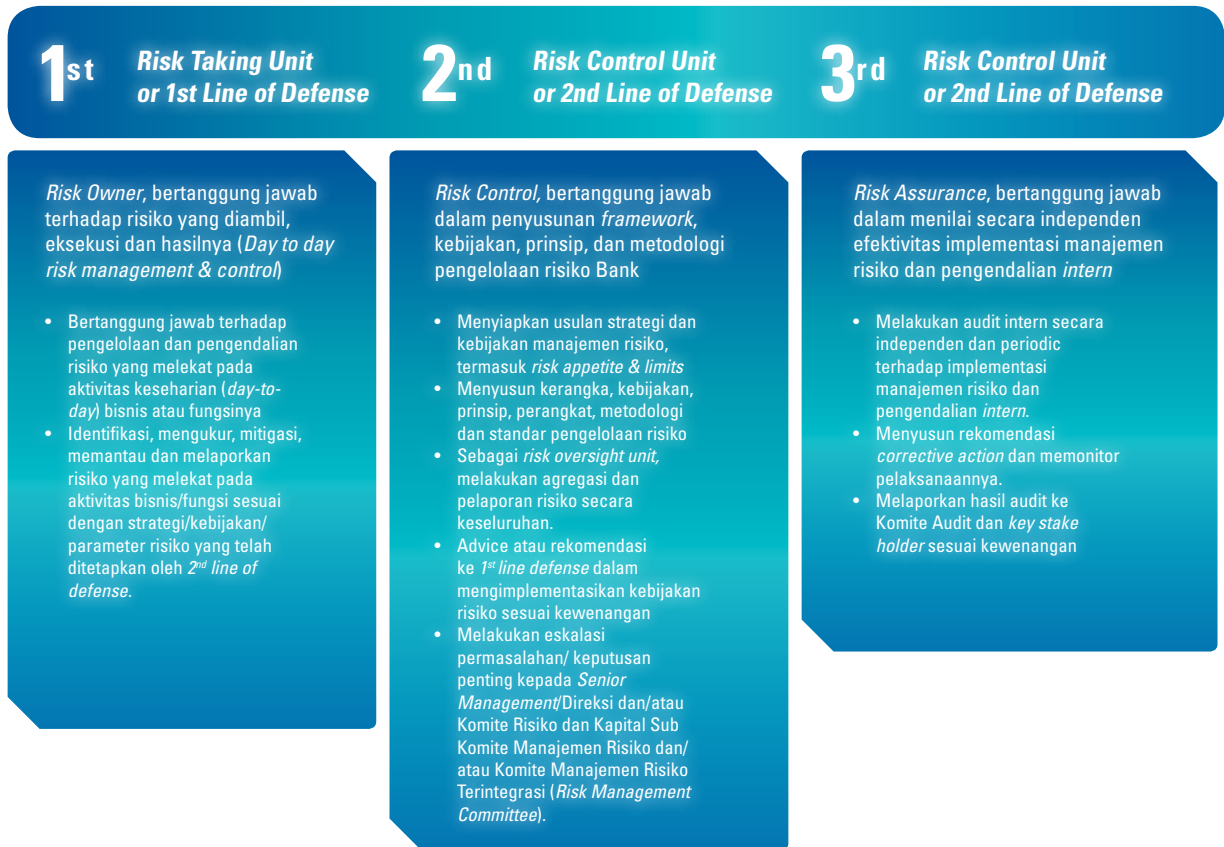 1st
Risk Taking Unit
or 1st Line of Defense
2nd
Risk Control Unit
or 2nd Line of Defense
3rd
Risk Control Unit
or 2nd Line of Defense
Risk Owner, bertanggung jawab
terhadap risiko yang diambil,
eksekusi dan hasilnya (Day to day
risk management & control)
• Bertanggung jawab terhadap
pengelolaan dan pengendalian
risiko yang melekat pada
aktivitas keseharian (day-to-
day) bisnis atau fungsinya
• Identifikasi, mengukur, mitigasi,
memantau dan melaporkan
risiko yang melekat pada
aktivitas bisnis/fungsi sesuai
dengan strategi/kebijakan/
parameter risiko yang telah
ditetapkan oleh 2nd line of
defense.
Risk Control, bertanggung jawab
dalam penyusunan framework,
kebijakan, prinsip, dan metodologi
pengelolaan risiko Bank
• Menyiapkan usulan strategi dan
kebijakan manajemen risiko,
termasuk risk appetite & limits
• Menyusun kerangka, kebijakan,
prinsip, perangkat, metodologi
dan standar pengelolaan risiko
• Sebagai risk oversight unit,
melakukan agregasi dan
pelaporan risiko secara
keseluruhan.
• Advice atau rekomendasi
ke 1st line defense dalam
mengimplementasikan kebijakan
risiko sesuai kewenangan
• Melakukan eskalasi
permasalahan/ keputusan
penting kepada Senior
Management/Direksi dan/atau
Komite Risiko dan Kapital Sub
Komite Manajemen Risiko dan/
atau Komite Manajemen Risiko
Terintegrasi (Risk Management
Committee).
Risk Assurance, bertanggung jawab
dalam menilai secara independen
efektivitas implementasi manajemen
risiko dan pengendalian intern
• Melakukan audit intern secara
independen dan periodic
terhadap implementasi
manajemen risiko dan
pengendalian intern.
• Menyusun rekomendasi
corrective action dan memonitor
pelaksanaannya.
• Melaporkan hasil audit ke
Komite Audit dan key stake
holder sesuai kewenangan